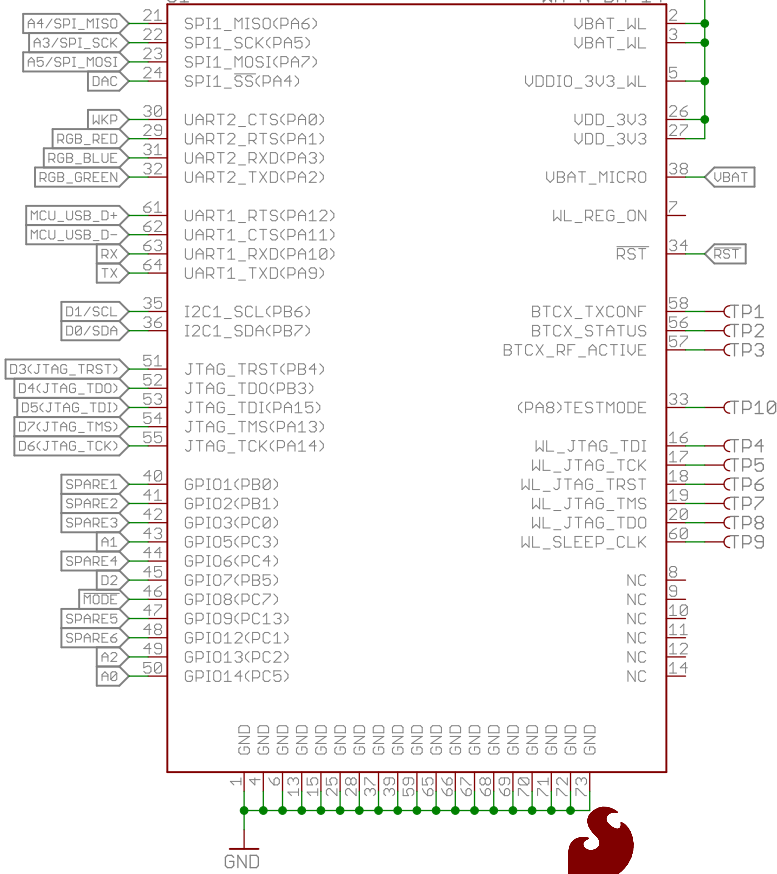 A4/SPI_MISO 21 SPI1_MISO(PA6) VBAT_WL 2
A3/SPI_SCK 22 SPI1_SCK(PA5) VBAT_WL 3
A5/SPI_MOSI 23 SPI1_MOSI(PA7)
DAC 24 SPI1_SS(PA4) VDDIO_3V3_WL 5
WKP 30 UART2_CTS(PA0) VDD_3V3 26
RGB_RED 29 UART2_RTS(PA1) VDD_3V3 27
RGB_BLUE 31 UART2_RXD(PA3)
RGB_GREEN 32 UART2_TXD(PA2) VBAT_MICRO 38 VBAT
MCU_USB_D+ 61 UART1_RTS(PA12) WL_REG_ON 7
MCU_USB_D- 62 UART1_CTS(PA11)
RX 63 UART1_RXD(PA10) RST 34 RST
TX 64 UART1_TXD(PA9)
D1/SCL 35 I2C1_SCL(PB6) BTCX_TXCONF 58 TP1
D0/SDA 36 I2C1_SDA(PB7) BTCX_STATUS 56 TP2
BTCX_RF_ACTIVE 57 TP3
D3(JTAG_TRST) 51 JTAG_TRST(PB4)
D4(JTAG_TDO) 52 JTAG_TDO(PB3)
D5(JTAG_TDI) 53 JTAG_TDI(PA15) (PA8)TESTMODE 33 TP10
D7(JTAG_TMS) 54 JTAG_TMS(PA13)
D6(JTAG_TCK) 55 JTAG_TCK(PA14) WL_JTAG_TDI 16 TP4
WL_JTAG_TCK 17 TP5
SPARE1 40 GPIO1(PB0) WL_JTAG_TRST 18 TP6
SPARE2 41 GPIO2(PB1) WL_JTAG_TMS 19 TP7
SPARE3 42 GPIO3(PC0) WL_JTAG_TDO 20 TP8
A1 43 GPIO5(PC3) WL_SLEEP_CLK 60 TP9
SPARE4 44 GPIO6(PC4)
D2 45 GPIO7(PB5) NC 8
MODE 46 GPIO8(PC7) NC 9
SPARE5 47 GPIO9(PC13) NC 10
SPARE6 48 GPIO12(PC1) NC 11
A2 49 GPIO13(PC2) NC 12
A0 50 GPIO14(PC5) NC 14
GND GND GND GND GND GND GND GND GND GND GND GND GND GND GND GND GND GND GND
1 4 6 13 15 25 28 37 39 59 65 66 67 68 69 70 71 72 73
GND